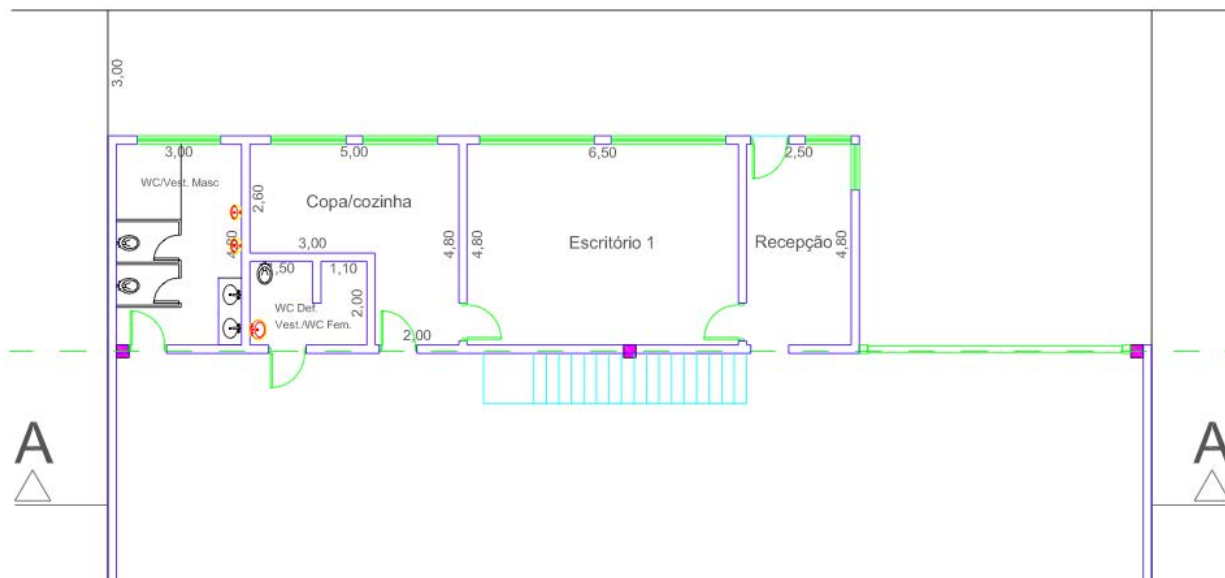 3,00
3,00
5,00
6,50
2,50
WC/Vest. Masc
2,60
Copa/cozinha
4,80
3,00
4,80
4,80
Escritório 1
Recepção
4,80
1,50
1,10
2,00
WC Def.
Vest./WC Fem.
2,00
A
A